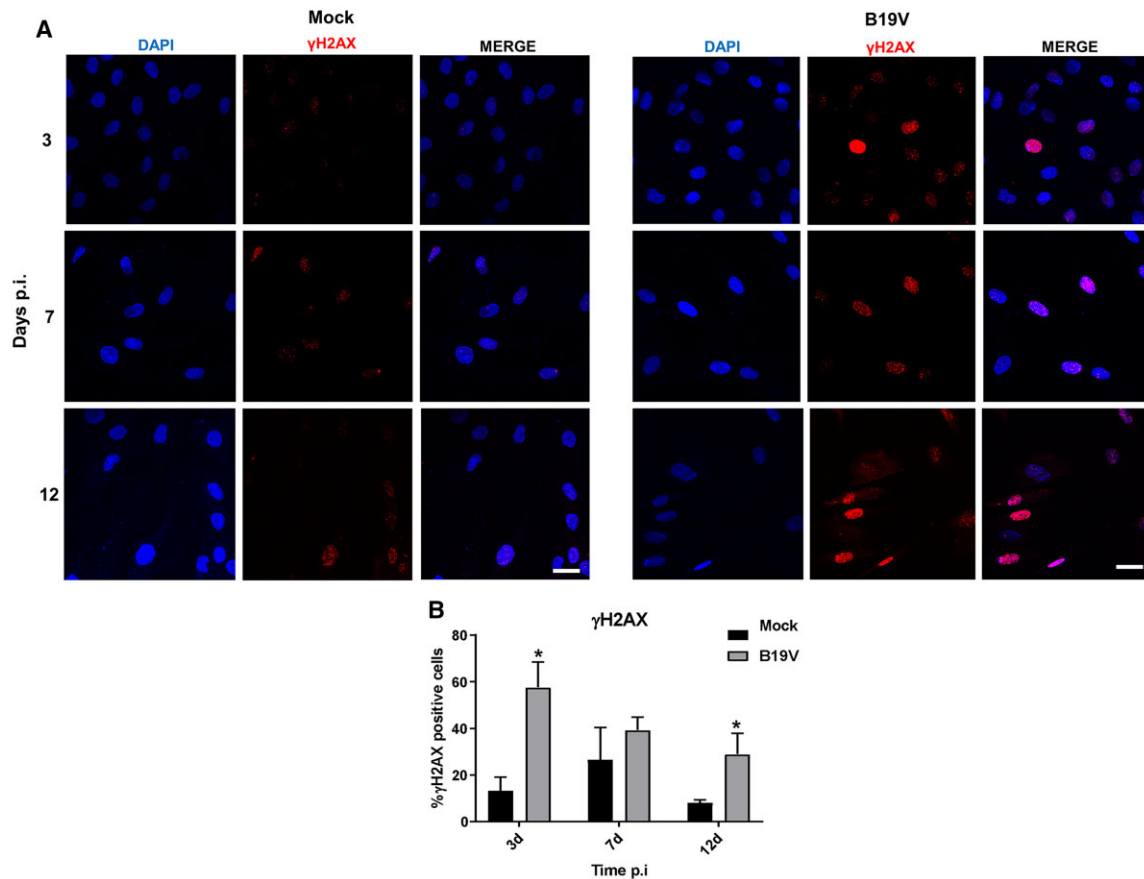 A
Mock
B19V
DAPI
γH2AX
MERGE
DAPI
γH2AX
MERGE
Days p.i.
3
7
12
B
γH2AX
Mock
B19V
%γH2AX positive cells
80
60
40
20
0
*
*
3d
7d
12d
Time p.i